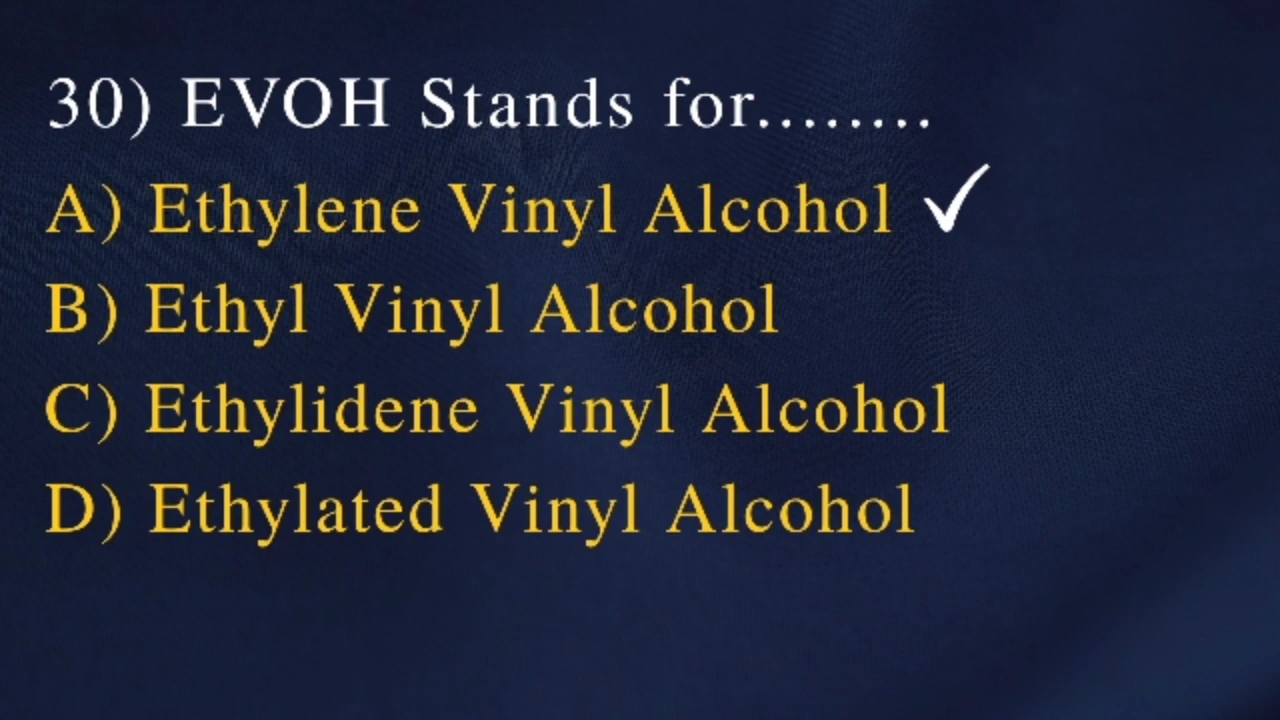 30) EVOH Stands for........
A) Ethylene Vinyl Alcohol ✓
B) Ethyl Vinyl Alcohol
C) Ethylidene Vinyl Alcohol
D) Ethylated Vinyl Alcohol